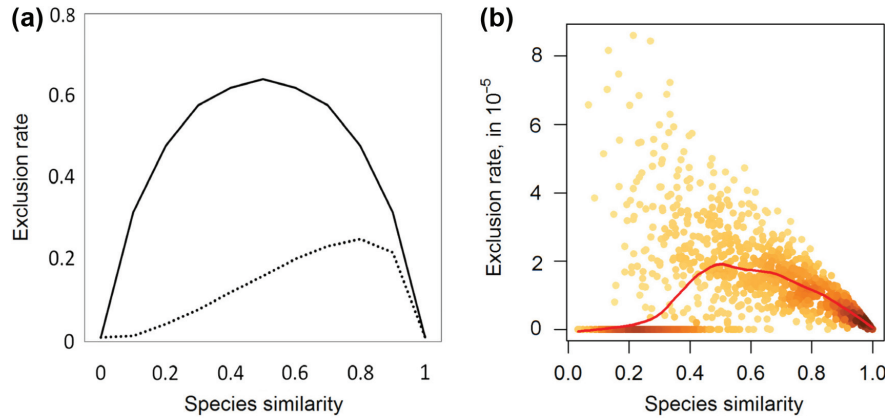 (a)
Exclusion rate
0.8
0.6
0.4
0.2
0
0 0.2 0.4 0.6 0.8 1
Species similarity
(b)
Exclusion rate, in 10⁻⁵
8
6
4
2
0
0.0 0.2 0.4 0.6 0.8 1.0
Species similarity